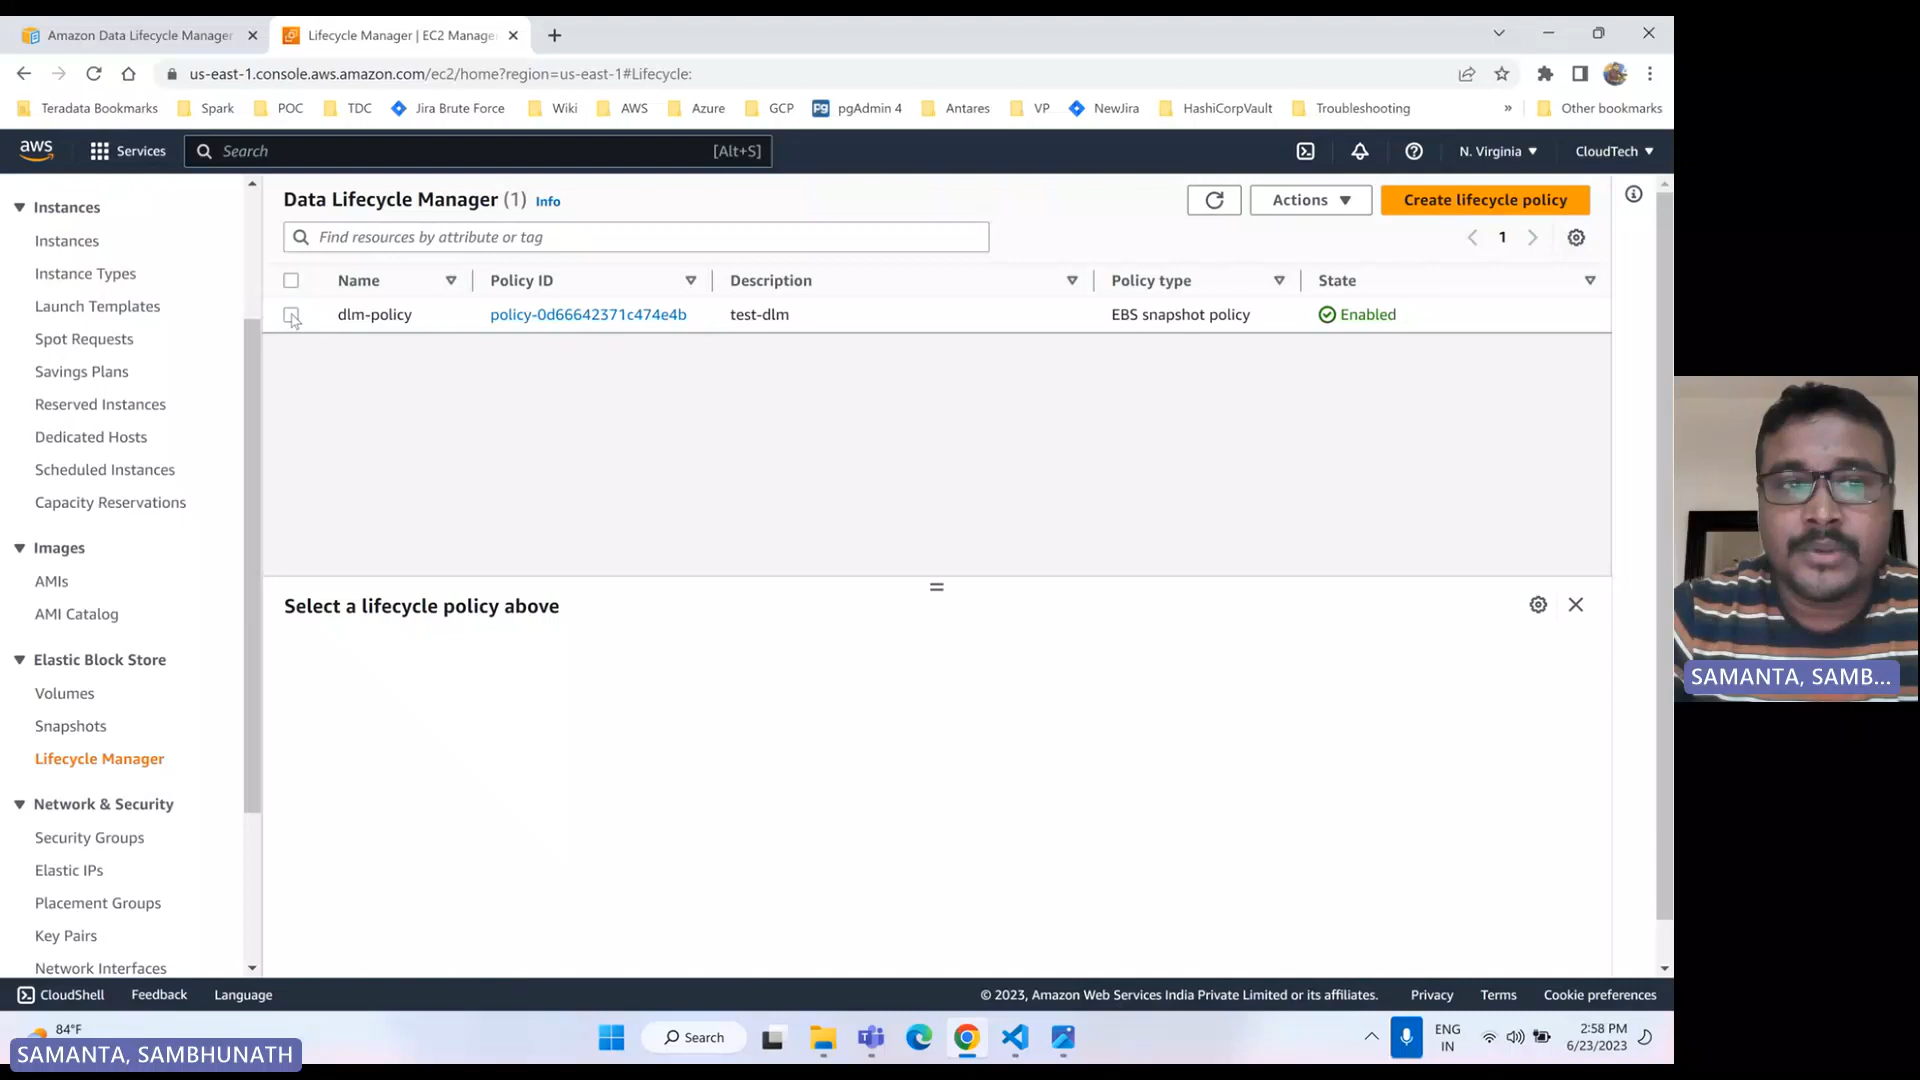 Amazon Data Lifecycle Manager
Lifecycle Manager | EC2 Manage
us-east-1.console.aws.amazon.com/ec2/home?region=us-east-1#Lifecycle:
Teradata Bookmarks Spark POC TDC Jira Brute Force Wiki AWS Azure GCP Pg pgAdmin 4 Antares VP NewJira HashiCorpVault Troubleshooting » Other bookmarks
aws Services Search [Alt+S] N. Virginia CloudTech
Instances
Instances
Instance Types
Launch Templates
Spot Requests
Savings Plans
Reserved Instances
Dedicated Hosts
Scheduled Instances
Capacity Reservations
Images
AMIs
AMI Catalog
Elastic Block Store
Volumes
Snapshots
Lifecycle Manager
Network & Security
Security Groups
Elastic IPs
Placement Groups
Key Pairs
Network Interfaces
Data Lifecycle Manager (1) Info Actions Create lifecycle policy
Find resources by attribute or tag 1
Name Policy ID Description Policy type State
dlm-policy policy-0d66642371c474e4b test-dlm EBS snapshot policy Enabled
Select a lifecycle policy above
SAMANTA, SAMB...
CloudShell Feedback Language © 2023, Amazon Web Services India Private Limited or its affiliates. Privacy Terms Cookie preferences
84°F
Search
ENG
IN
2:58 PM
6/23/2023
SAMANTA, SAMBHUNATH